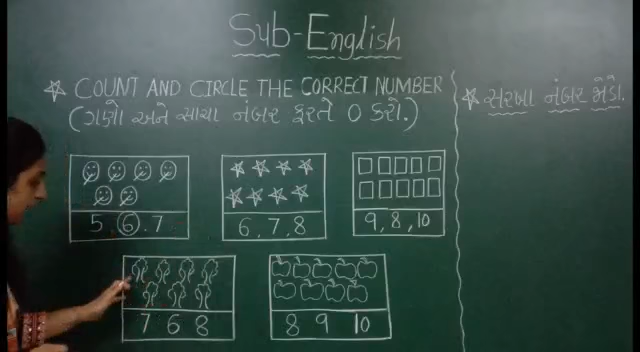 Sub-English
☆ COUNT AND CIRCLE THE CORRECT NUMBER
(ગણો અને સાચા નંબર ફરતે O કરો.)
☆ સરખા નંબર જોડો.
5 6 7
6, 7, 8
9, 8, 10
7 6 8
8 9 10